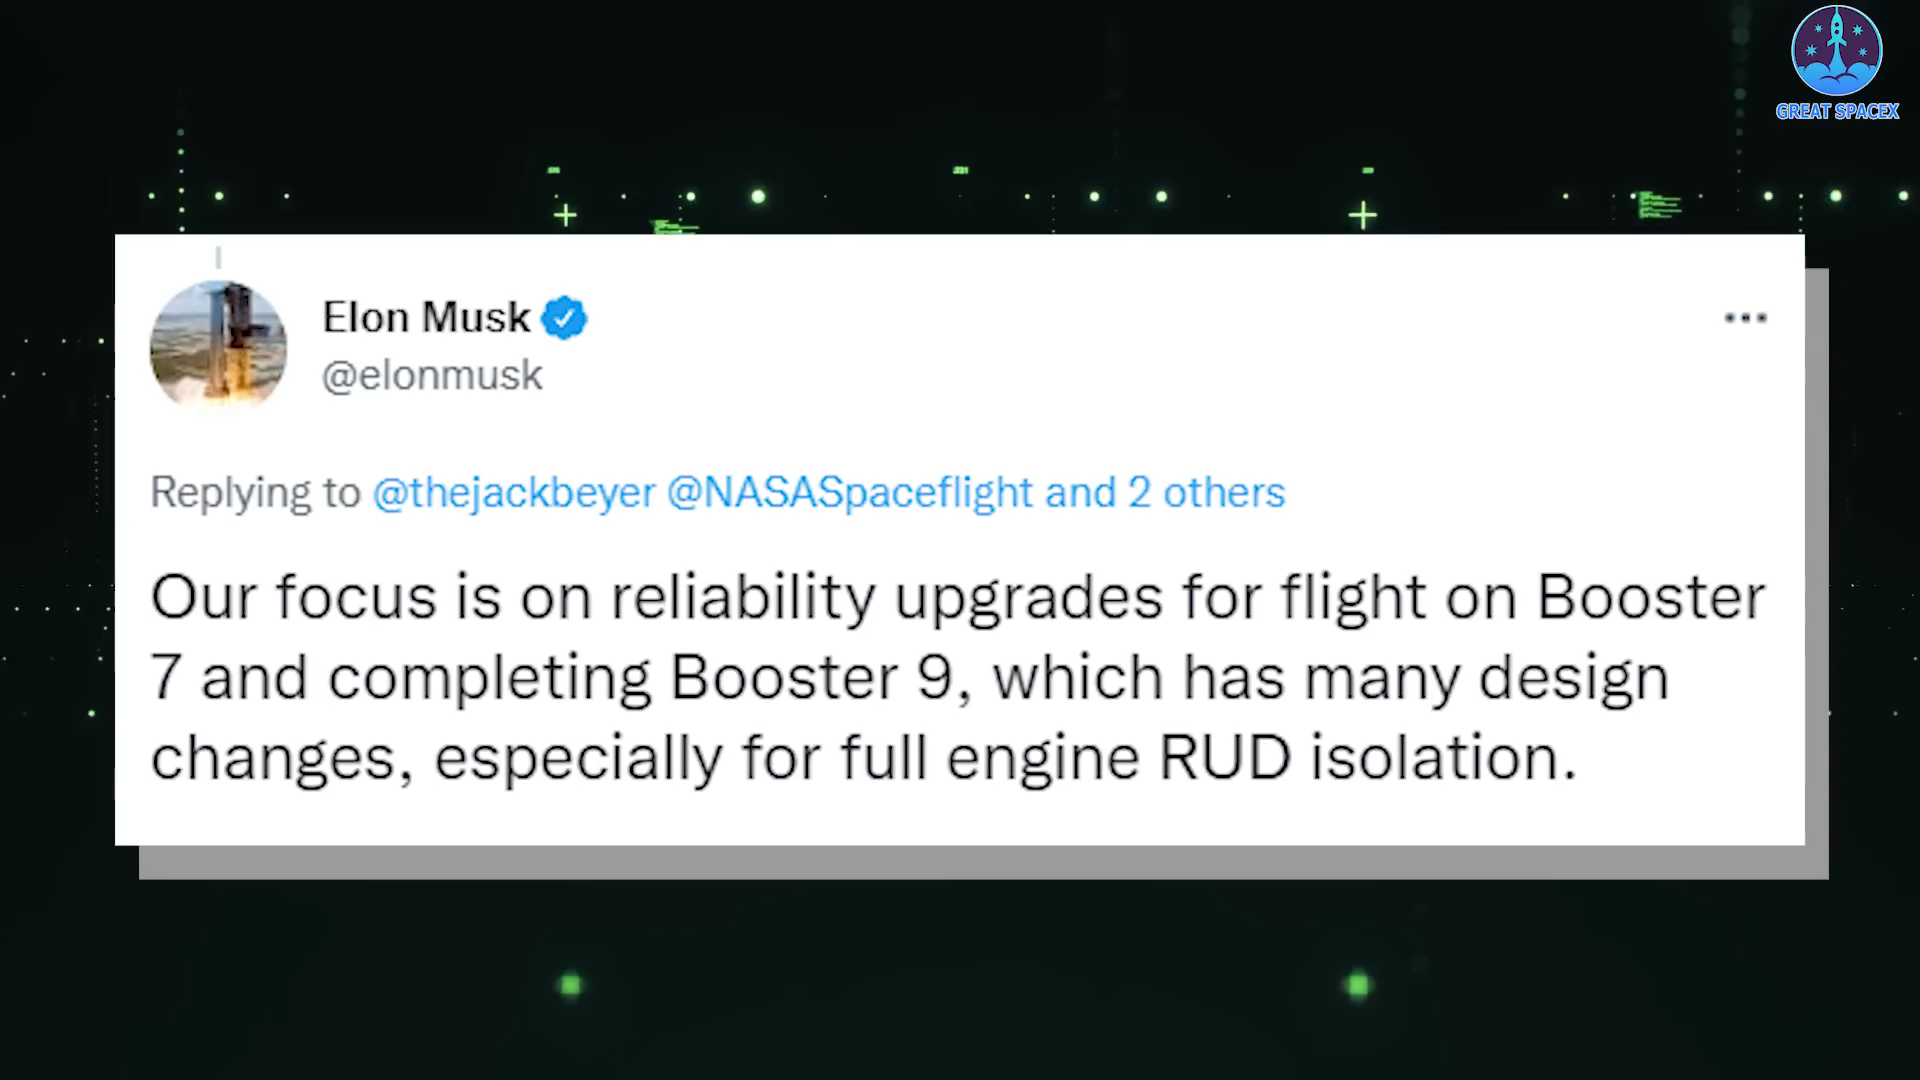 GREAT SPACEX
Elon Musk
@elonmusk
Replying to @thejackbeyer @NASASpaceflight and 2 others
Our focus is on reliability upgrades for flight on Booster
7 and completing Booster 9, which has many design
changes, especially for full engine RUD isolation.